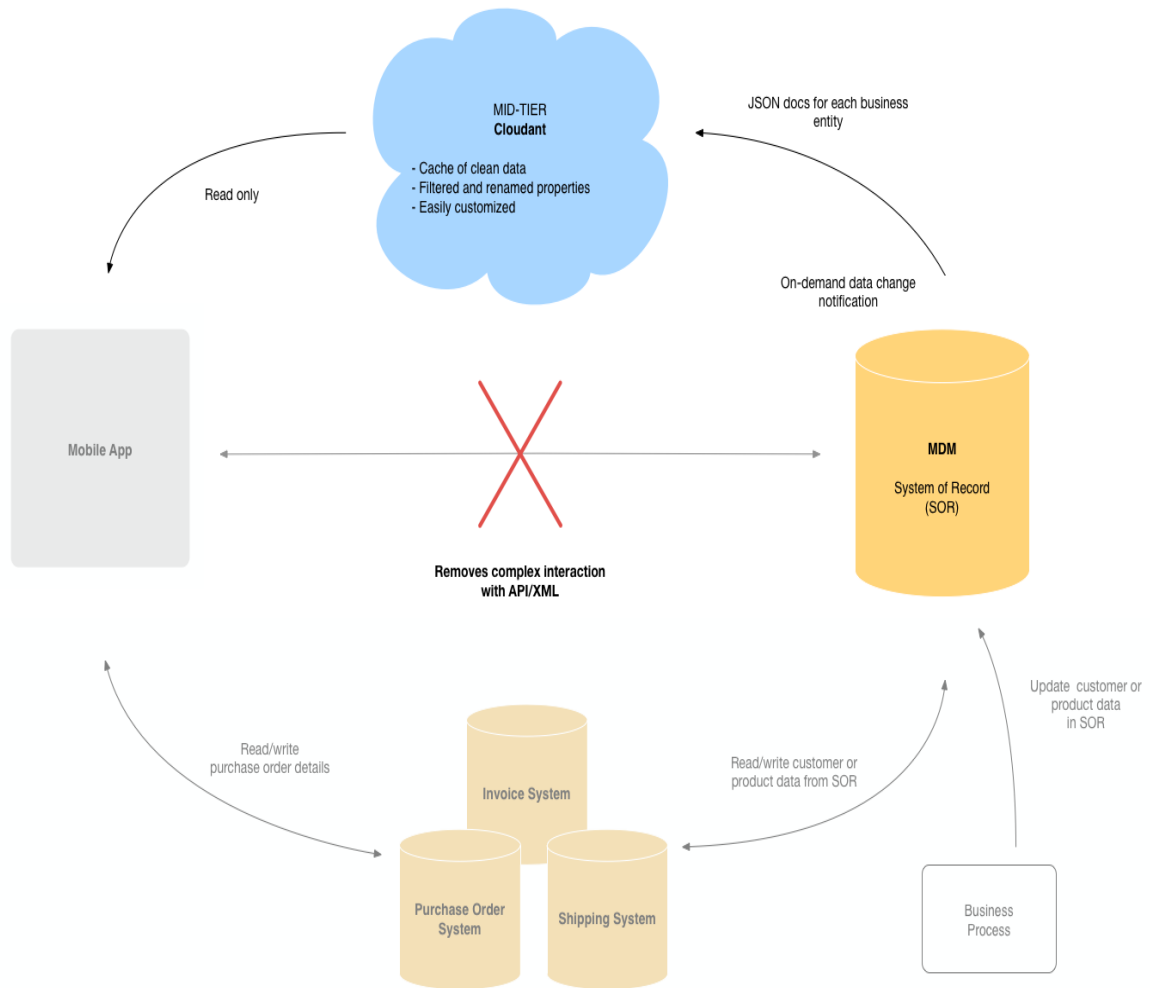 MID-TIER
Cloudant
- Cache of clean data
- Filtered and renamed properties
- Easily customized
JSON docs for each business
entity
Read only
On-demand data change
notification
Mobile App
MDM
System of Record
(SOR)
Removes complex interaction
with API/XML
Update customer or
product data
in SOR
Read/write
purchase order details
Read/write customer or
product data from SOR
Invoice System
Purchase Order
System
Shipping System
Business
Process